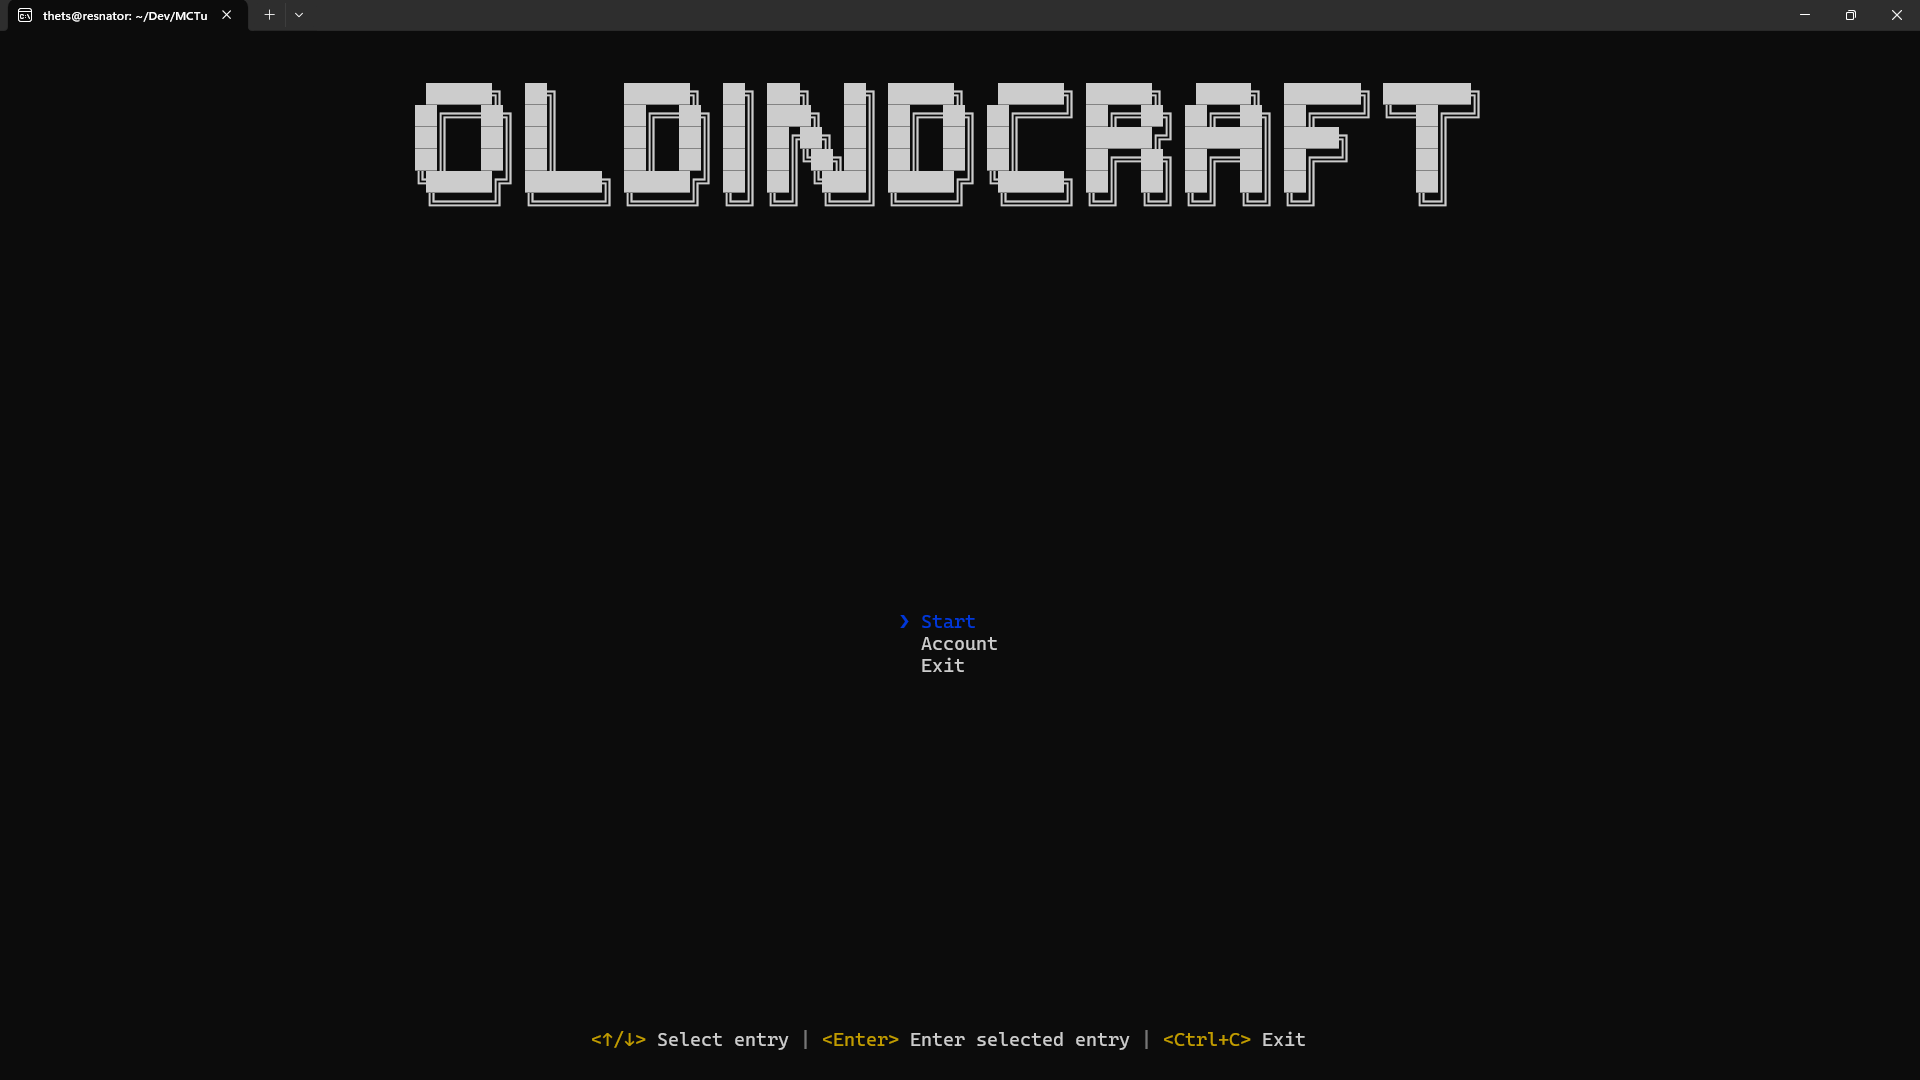 thets@resnator: ~/Dev/MCTu
OLDINDCRAFT
❯ Start
Account
Exit
<↑/↓> Select entry | <Enter> Enter selected entry | <Ctrl+C> Exit